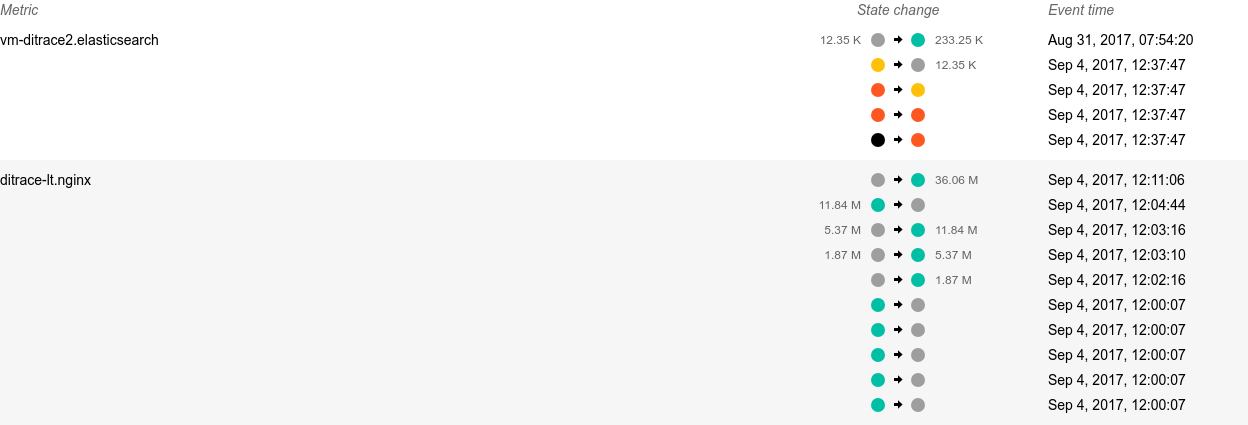 Metric State change Event time
vm-ditrace2.elasticsearch 12.35 K 233.25 K Aug 31, 2017, 07:54:20
12.35 K Sep 4, 2017, 12:37:47
Sep 4, 2017, 12:37:47
Sep 4, 2017, 12:37:47
Sep 4, 2017, 12:37:47
ditrace-lt.nginx 36.06 M Sep 4, 2017, 12:11:06
11.84 M Sep 4, 2017, 12:04:44
5.37 M 11.84 M Sep 4, 2017, 12:03:16
1.87 M 5.37 M Sep 4, 2017, 12:03:10
1.87 M Sep 4, 2017, 12:02:16
Sep 4, 2017, 12:00:07
Sep 4, 2017, 12:00:07
Sep 4, 2017, 12:00:07
Sep 4, 2017, 12:00:07
Sep 4, 2017, 12:00:07